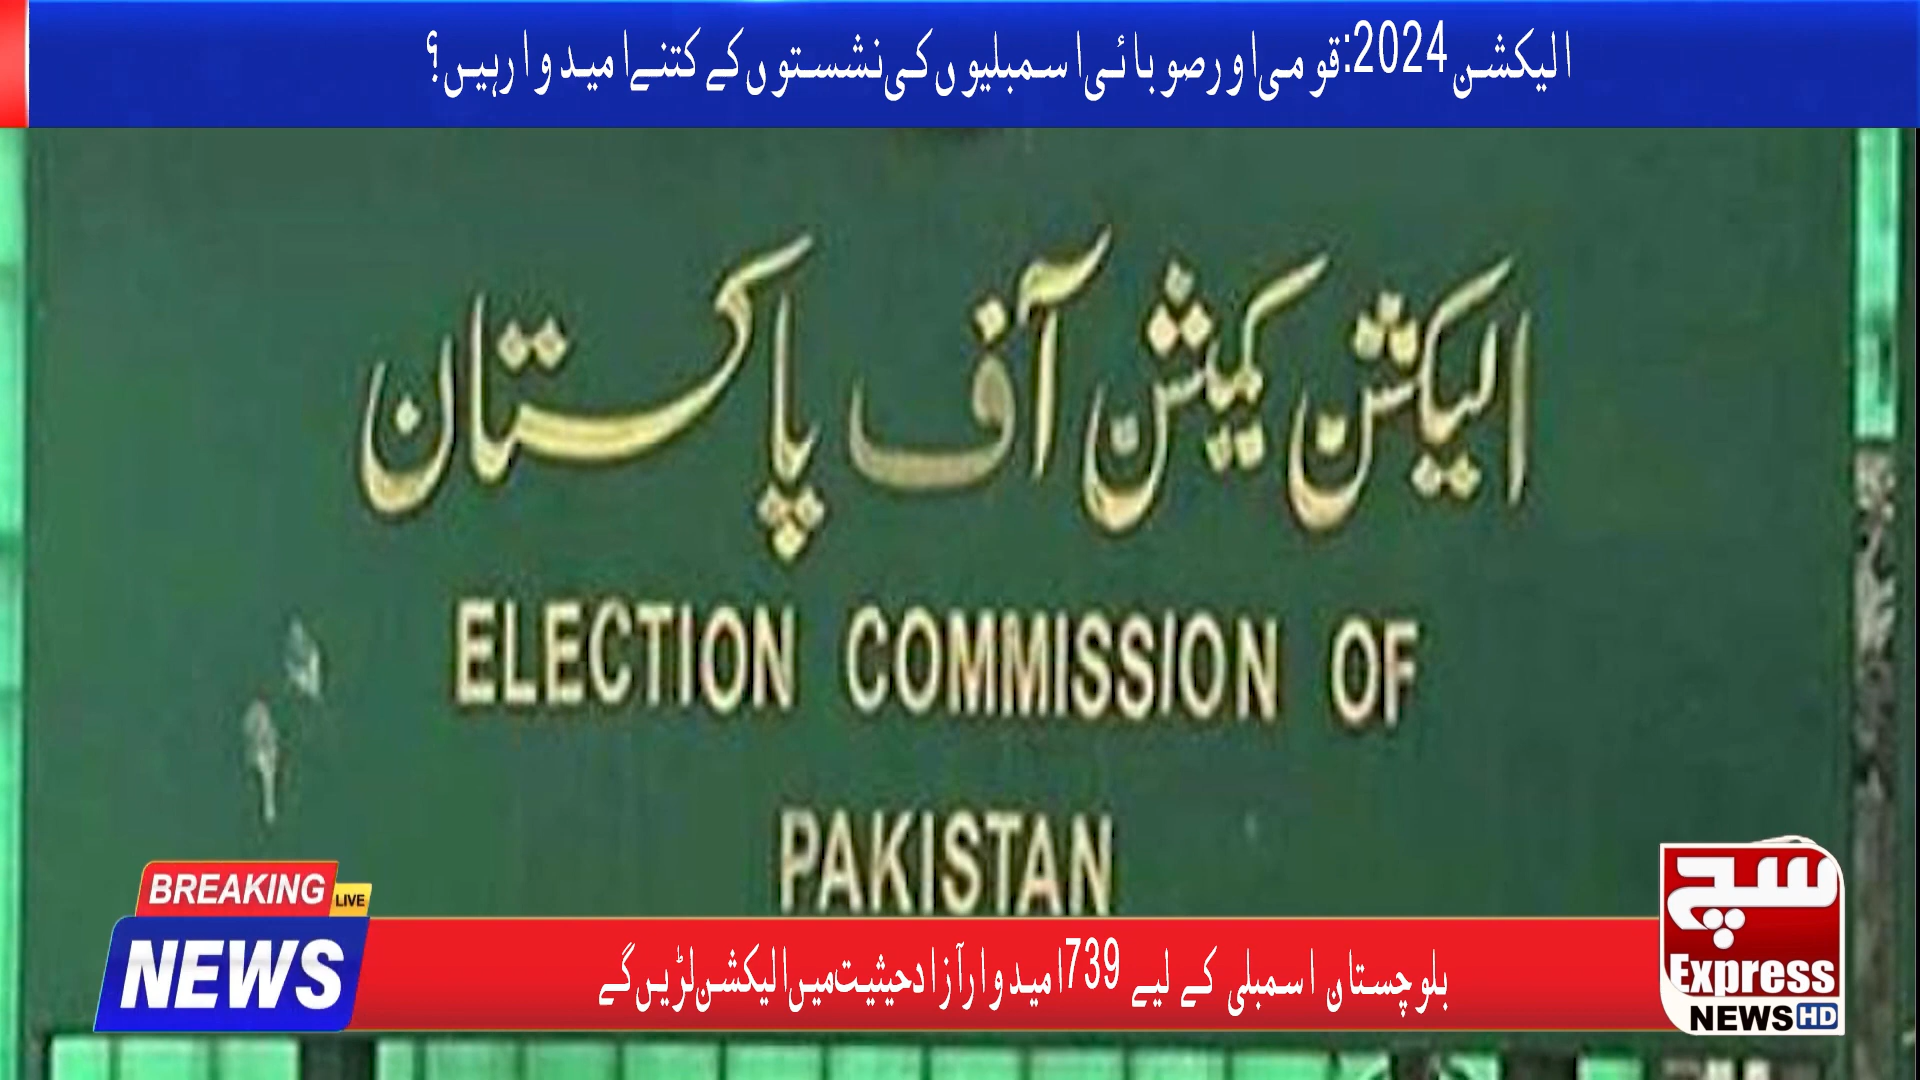 الیکشن 2024:قومی اور صوبائی اسمبلیوں کی نشستوں کے کتنے امیدوار ہیں؟
الیکشن کمیشن آف پاکستان
ELECTION COMMISSION OF
PAKISTAN
BREAKING
LIVE
NEWS
بلوچستان اسمبلی کے لیے 739 امیدوار آزاد حیثیت میں الیکشن لڑیں گے
سچ
Express
NEWS HD